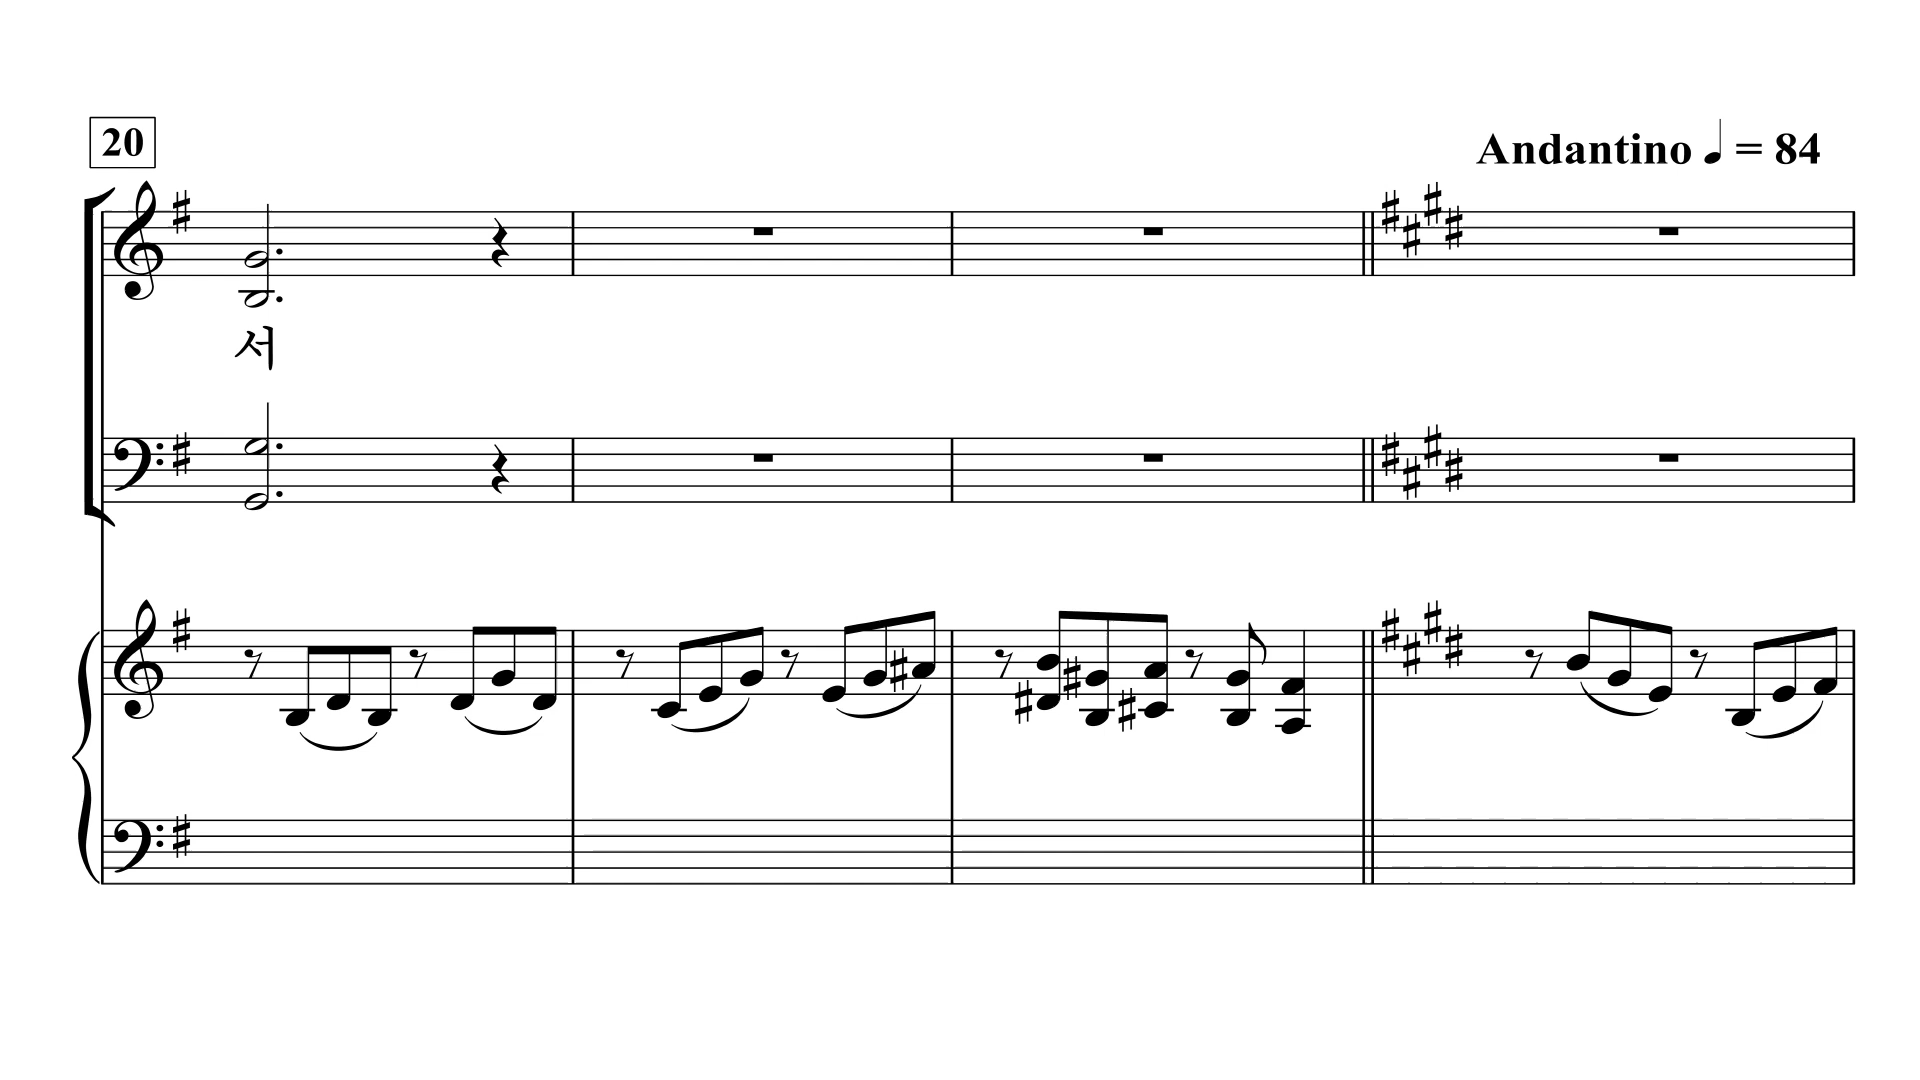 20
Andantino ♩ = 84
서